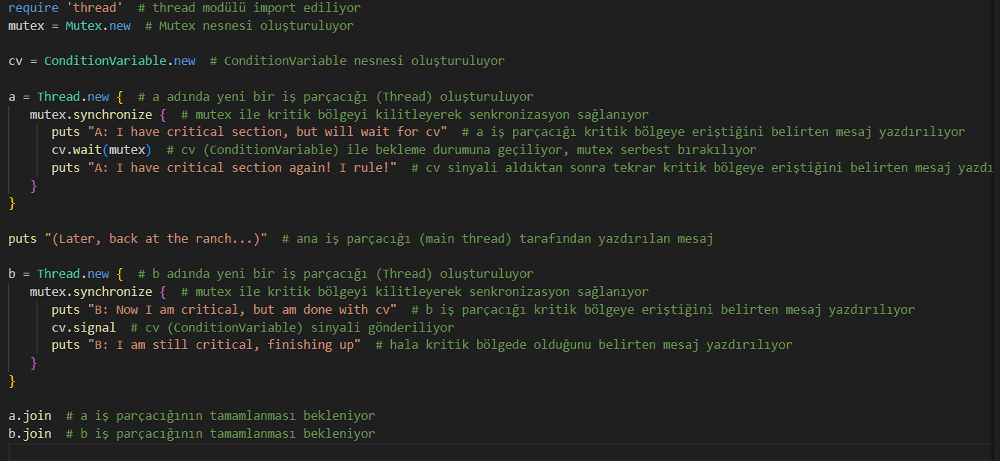 require 'thread'  # thread modülü import ediliyor
mutex = Mutex.new  # Mutex nesnesi oluşturuluyor
cv = ConditionVariable.new  # ConditionVariable nesnesi oluşturuluyor
a = Thread.new {  # a adında yeni bir iş parçacığı (Thread) oluşturuluyor
   mutex.synchronize {  # mutex ile kritik bölgeyi kilitleyerek senkronizasyon sağlanıyor
      puts "A: I have critical section, but will wait for cv"  # a iş parçacığı kritik bölgeye eriştiğini belirten mesaj yazdırılıyor
      cv.wait(mutex)  # cv (ConditionVariable) ile bekleme durumuna geçiliyor, mutex serbest bırakılıyor
      puts "A: I have critical section again! I rule!"  # cv sinyali aldıktan sonra tekrar kritik bölgeye eriştiğini belirten mesaj yazdı
   }
}
puts "(Later, back at the ranch...)"  # ana iş parçacığı (main thread) tarafından yazdırılan mesaj
b = Thread.new {  # b adında yeni bir iş parçacığı (Thread) oluşturuluyor
   mutex.synchronize {  # mutex ile kritik bölgeyi kilitleyerek senkronizasyon sağlanıyor
      puts "B: Now I am critical, but am done with cv"  # b iş parçacığı kritik bölgeye eriştiğini belirten mesaj yazdırılıyor
      cv.signal  # cv (ConditionVariable) sinyali gönderiliyor
      puts "B: I am still critical, finishing up"  # hala kritik bölgede olduğunu belirten mesaj yazdırılıyor
   }
}
a.join  # a iş parçacığının tamamlanması bekleniyor
b.join  # b iş parçacığının tamamlanması bekleniyor